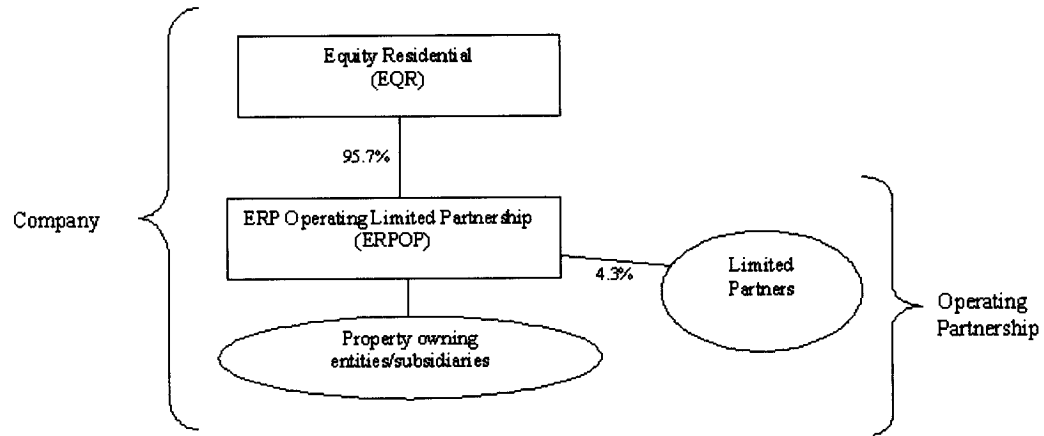 Equity Residential
(EQR)
95.7%
Company
ERP Operating Limited Partnership
(ERPOP)
4.3%
Limited
Partners
Operating
Partnership
Property owning
entities/subsidiaries